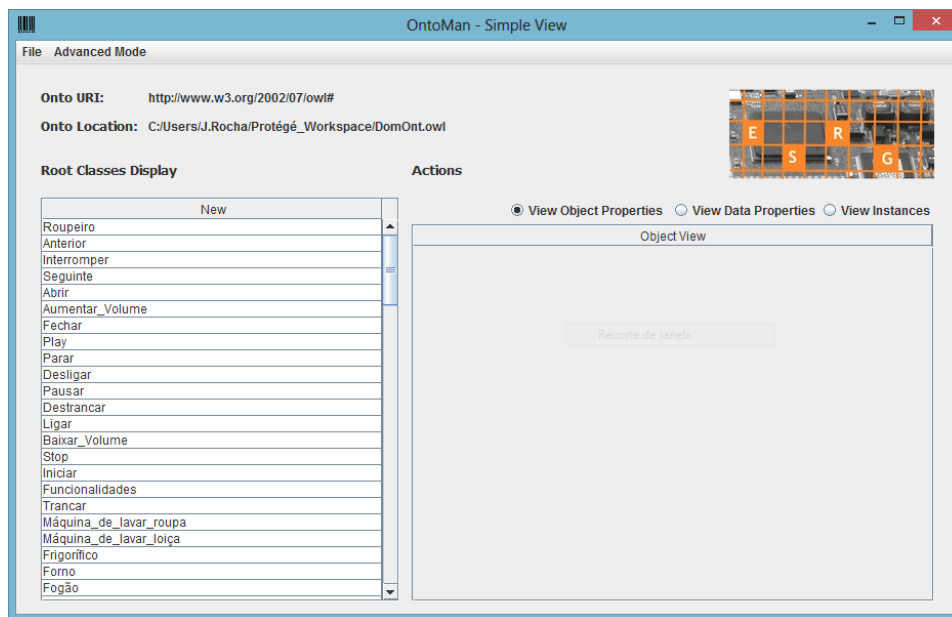 OntoMan - Simple View
File Advanced Mode
Onto URI: http://www.w3.org/2002/07/owl#
Onto Location: C:/Users/J.Rocha/Protégé_Workspace/DomOnt.owl
E R
S G
Root Classes Display Actions
View Object Properties View Data Properties View Instances
New
Object View
Roupeiro
Anterior
Interromper
Seguinte
Abrir
Aumentar_Volume
Fechar
Play
Recorte de Janela
Parar
Desligar
Pausar
Destrancar
Ligar
Baixar_Volume
Stop
Iniciar
Funcionalidades
Trancar
Máquina_de_lavar_roupa
Máquina_de_lavar_loiça
Frigorífico
Forno
Fogão